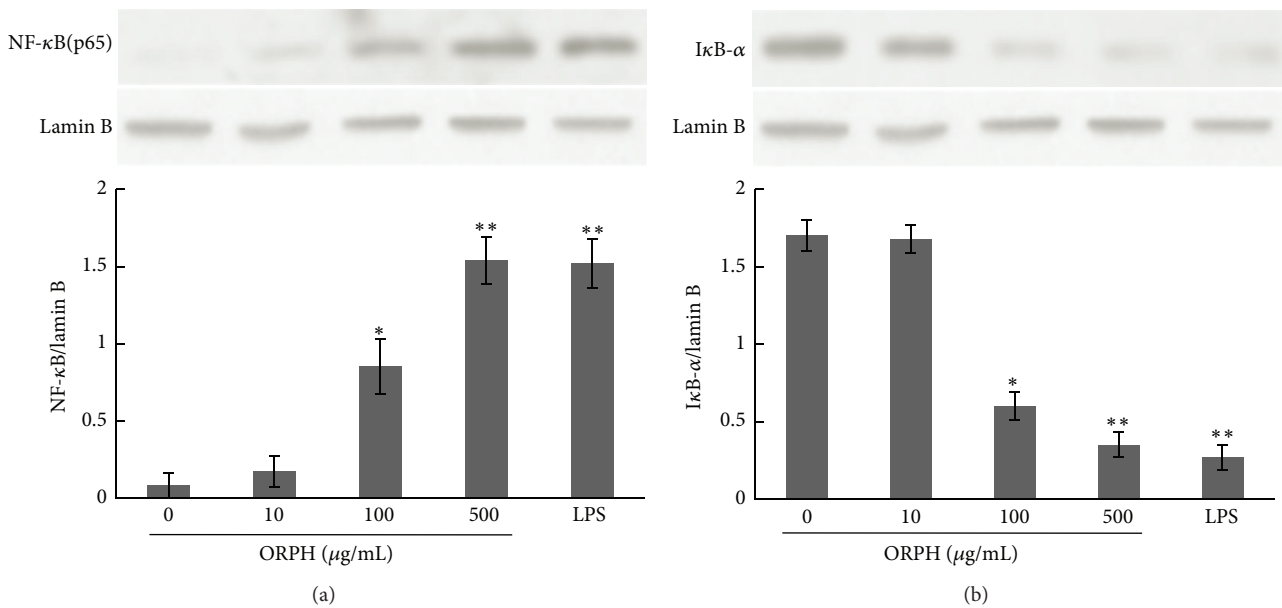 NF-κB(p65)
Lamin B
2
1.5
1
0.5
0
NF-κB/lamin B
*
**
**
0 10 100 500 LPS
ORPH (μg/mL)
(a)
IκB-α
Lamin B
2
1.5
1
0.5
0
IκB-α/lamin B
*
**
**
0 10 100 500 LPS
ORPH (μg/mL)
(b)